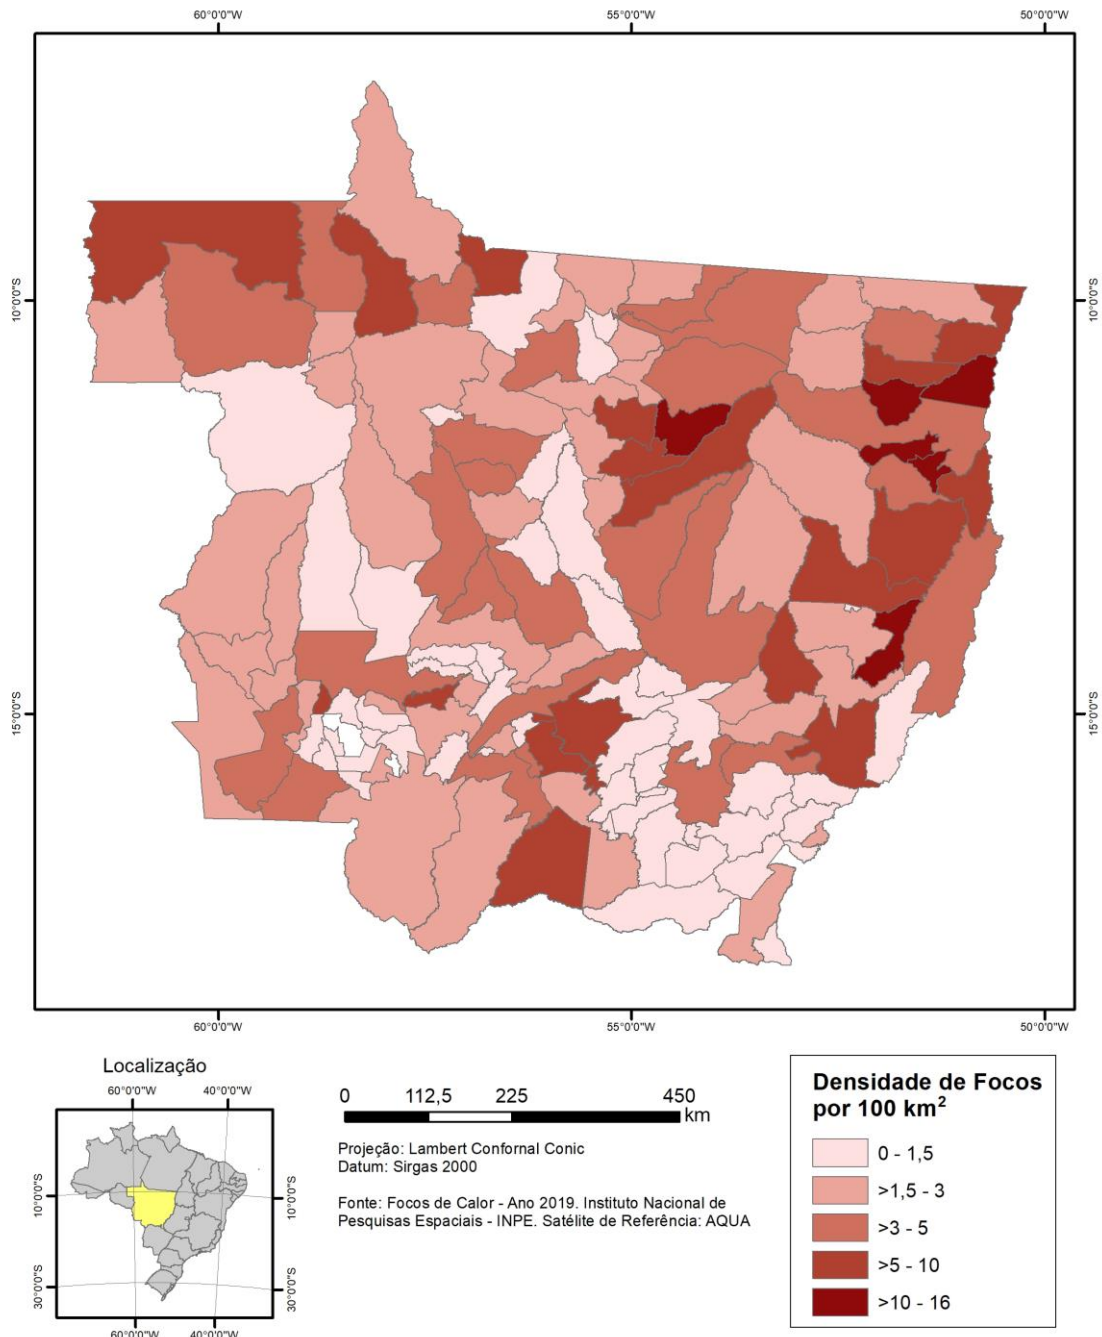 60°0'0"W
55°0'0"W
50°0'0"W
10°0'0"S
10°0'0"S
15°0'0"S
15°0'0"S
60°0'0"W
55°0'0"W
50°0'0"W
Localização
60°0'0"W
40°0'0"W
10°0'0"S
10°0'0"S
30°0'0"S
30°0'0"S
60°0'0"W
40°0'0"W
0 112,5 225 450
km
Projeção: Lambert Confornal Conic
Datum: Sirgas 2000
Fonte: Focos de Calor - Ano 2019. Instituto Nacional de
Pesquisas Espaciais - INPE. Satélite de Referência: AQUA
Densidade de Focos
por 100 km²
0 - 1,5
>1,5 - 3
>3 - 5
>5 - 10
>10 - 16